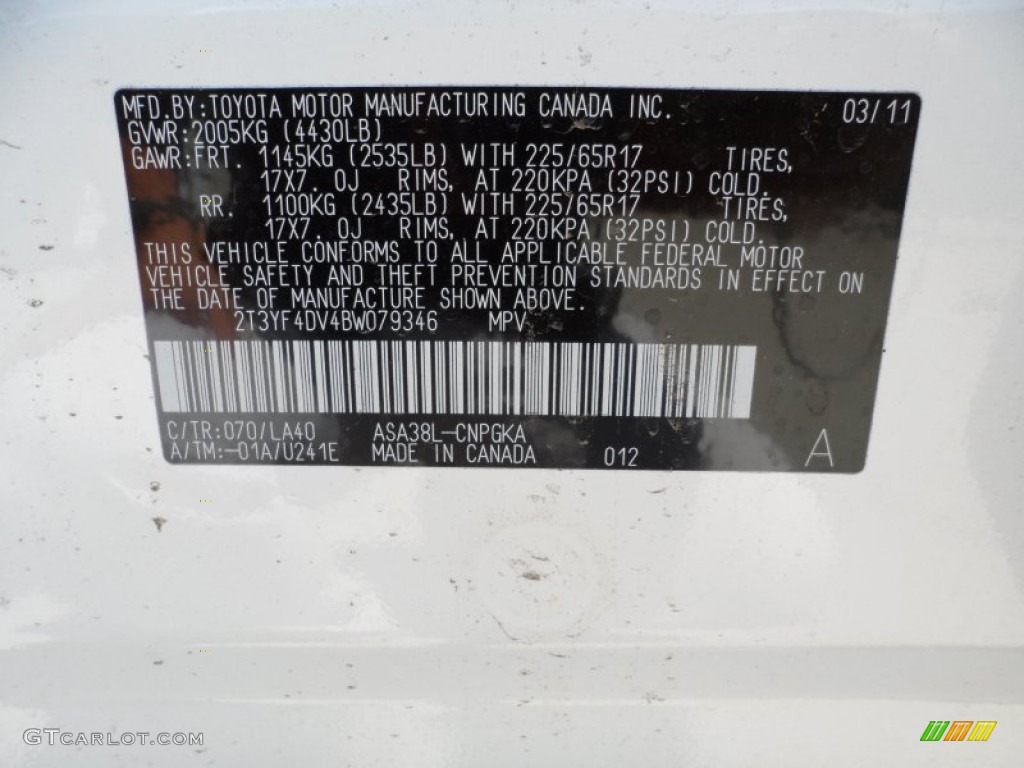 MFD.BY:TOYOTA MOTOR MANUFACTURING CANADA INC. 03/11
GVWR:2005KG (4430LB)
GAWR:FRT. 1145KG (2535LB) WITH 225/65R17 TIRES,
17X7.0J RIMS, AT 220KPA (32PSI) COLD.
RR. 1100KG (2435LB) WITH 225/65R17 TIRES,
17X7.0J RIMS, AT 220KPA (32PSI) COLD.
THIS VEHICLE CONFORMS TO ALL APPLICABLE FEDERAL MOTOR
VEHICLE SAFETY AND THEFT PREVENTION STANDARDS IN EFFECT ON
THE DATE OF MANUFACTURE SHOWN ABOVE.
2T3YF4DV4BW079346 MPV
C/TR:070/LA40 ASA38L-CNPGKA
A/TM:-01A/U241E MADE IN CANADA 012 A
GTCARLOT.COM